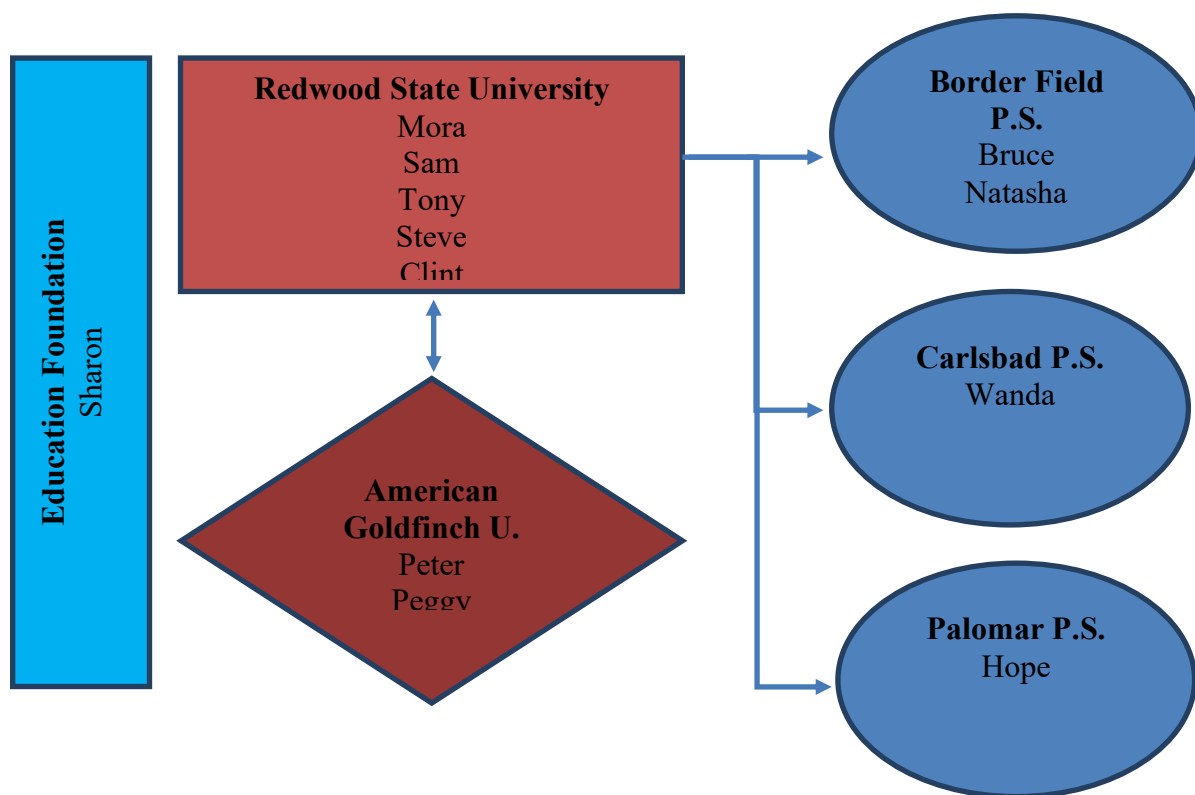 Education Foundation
Sharon
Redwood State University
Mora
Sam
Tony
Steve
Clint
American
Goldfinch U.
Peter
Peggy
Border Field
P.S.
Bruce
Natasha
Carlsbad P.S.
Wanda
Palomar P.S.
Hope